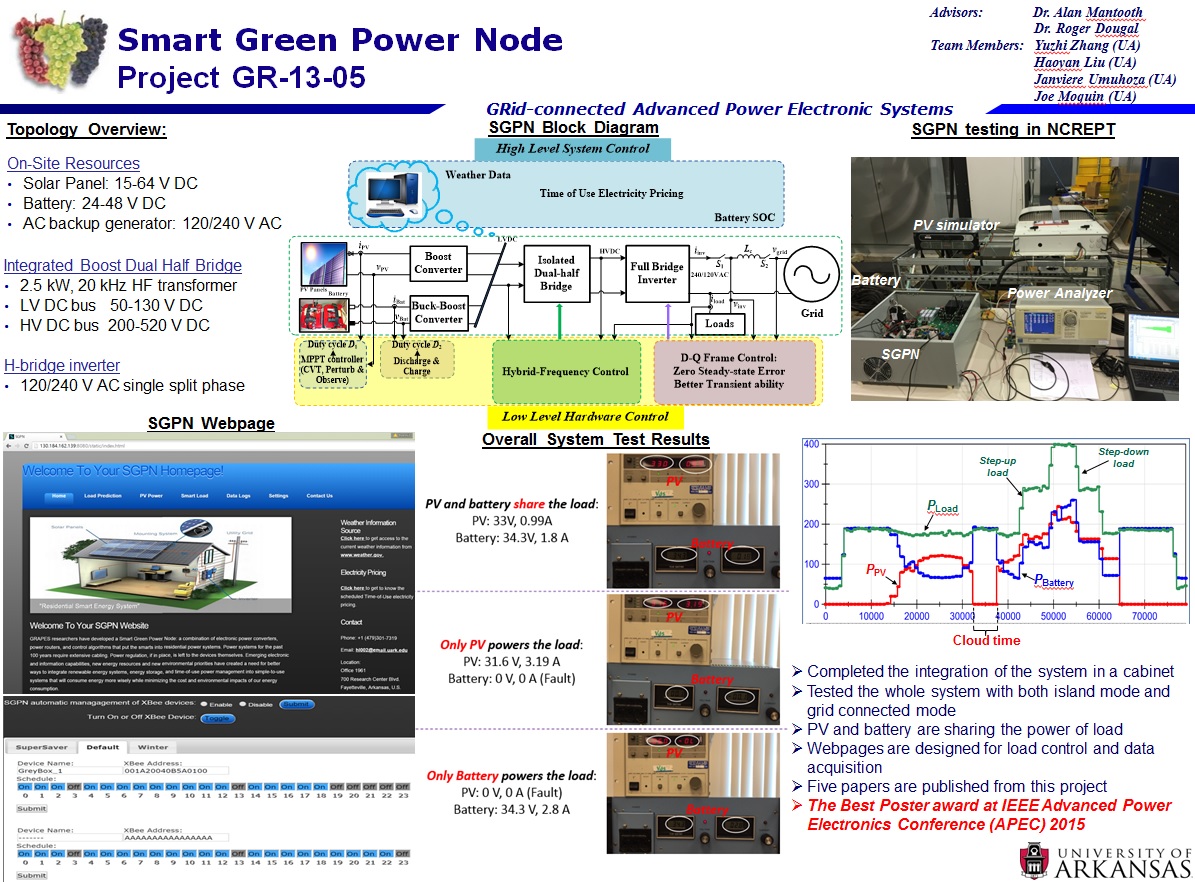 Smart Green Power Node
Project GR-13-05
Advisors: Dr. Alan Mantooth
Dr. Roger Dougal
Team Members: Yuzhi Zhang (UA)
Haoyan Liu (UA)
Janviere Umuhoza (UA)
Joe Moquin (UA)
GRid-connected Advanced Power Electronic Systems
Topology Overview:
On-Site Resources
• Solar Panel: 15-64 V DC
• Battery: 24-48 V DC
• AC backup generator: 120/240 V AC
Integrated Boost Dual Half Bridge
• 2.5 kW, 20 kHz HF transformer
• LV DC bus 50-130 V DC
• HV DC bus 200-520 V DC
H-bridge inverter
• 120/240 V AC single split phase
SGPN Block Diagram
High Level System Control
Weather Data
Time of Use Electricity Pricing
Battery SOC
LVDC
iPV
vPV
PV Panels
Battery
iBat
VBat
Boost
Converter
Buck-Boost
Converter
Isolated
Dual-half
Bridge
HVDC
Full Bridge
Inverter
iinv
S1
Lc
S2
vgrid
240/120VAC
iload
vinv
Loads
Grid
Duty cycle D1
MPPT controller
(CVT, Perturb &
Observe)
Duty cycle D2
Discharge &
Charge
Hybrid-Frequency Control
D-Q Frame Control:
Zero Steady-state Error
Better Transient ability
Low Level Hardware Control
SGPN testing in NCREPT
PV simulator
Battery
Power Analyzer
SGPN
SGPN Webpage
SGPN
130.184.162.139:8080/static/index.html
Welcome To Your SGPN Homepage!
Home Load Prediction PV Power Smart Load Data Logs Settings Contact Us
Solar Panels
Mounting System
Utility Grid
"Residential Smart Energy System"
Weather Information
Source
Click here to get access to the
current weather information from
www.weather.gov.
Electricity Pricing
Click here to get to know the
scheduled Time-of-Use electricity
pricing.
Contact
Phone: +1 (479)301-7319
Email: hl002@email.uark.edu
Location:
Office 1961
700 Research Center Blvd.
Fayetteville, Arkansas, U.S.
Welcome To Your SGPN Website
GRAPES researchers have developed a Smart Green Power Node: a combination of electronic power converters,
power routers, and control algorithms that put the smarts into residential power systems. Power systems for the past
100 years require extensive cabling. Power regulation, if in place, is left to the devices themselves. Emerging electronic
and information capabilities, new energy resources and new environmental priorities have created a need for better
ways to integrate renewable energy systems, energy storage, and time-of-use power management into simple-to-use
systems that will consume energy more wisely while minimizing the cost and environmental impacts of our energy
consumption.
SGPN automatic managagement of XBee devices: Enable Disable Submit
Turn On or Off XBee Device: Toggle
SuperSaver Default Winter
Device Name: XBee Address:
GreyBox_1 001A20040B5A0100
Schedule:
On On On Off On On On On On On On On On On On On On On On On On On On Off
0 1 2 3 4 5 6 7 8 9 10 11 12 13 14 15 16 17 18 19 20 21 22 23
Submit
Device Name: XBee Address:
------- AAAAAAAAAAAAAAAA
Schedule:
On On On Off On On On On On On On On On On On On On On On On On On On Off
0 1 2 3 4 5 6 7 8 9 10 11 12 13 14 15 16 17 18 19 20 21 22 23
Submit
Overall System Test Results
PV and battery share the load:
PV: 33V, 0.99A
Battery: 34.3V, 1.8 A
PV
Battery
Only PV powers the load:
PV: 31.6 V, 3.19 A
Battery: 0 V, 0 A (Fault)
PV
Battery
Only Battery powers the load:
PV: 0 V, 0 A (Fault)
Battery: 34.3 V, 2.8 A
PV
Battery
400
300
200
100
0
Step-up
load
Step-down
load
PLoad
PPV
PBattery
0 10000 20000 30000 40000 50000 60000 70000
Cloud time
➢ Completed the integration of the system in a cabinet
➢ Tested the whole system with both island mode and
grid connected mode
➢ PV and battery are sharing the power of load
➢ Webpages are designed for load control and data
acquisition
➢ Five papers are published from this project
➢ The Best Poster award at IEEE Advanced Power
Electronics Conference (APEC) 2015
UNIVERSITY OF
ARKANSAS